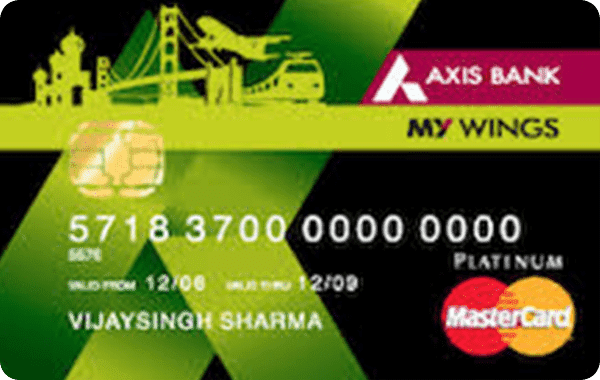 AXIS BANK
MY WINGS
5718 3700 0000 0000
PLATINUM
VALID FROM 12/06 VALID THRU 12/09
VIJAYSINGH SHARMA
MasterCard